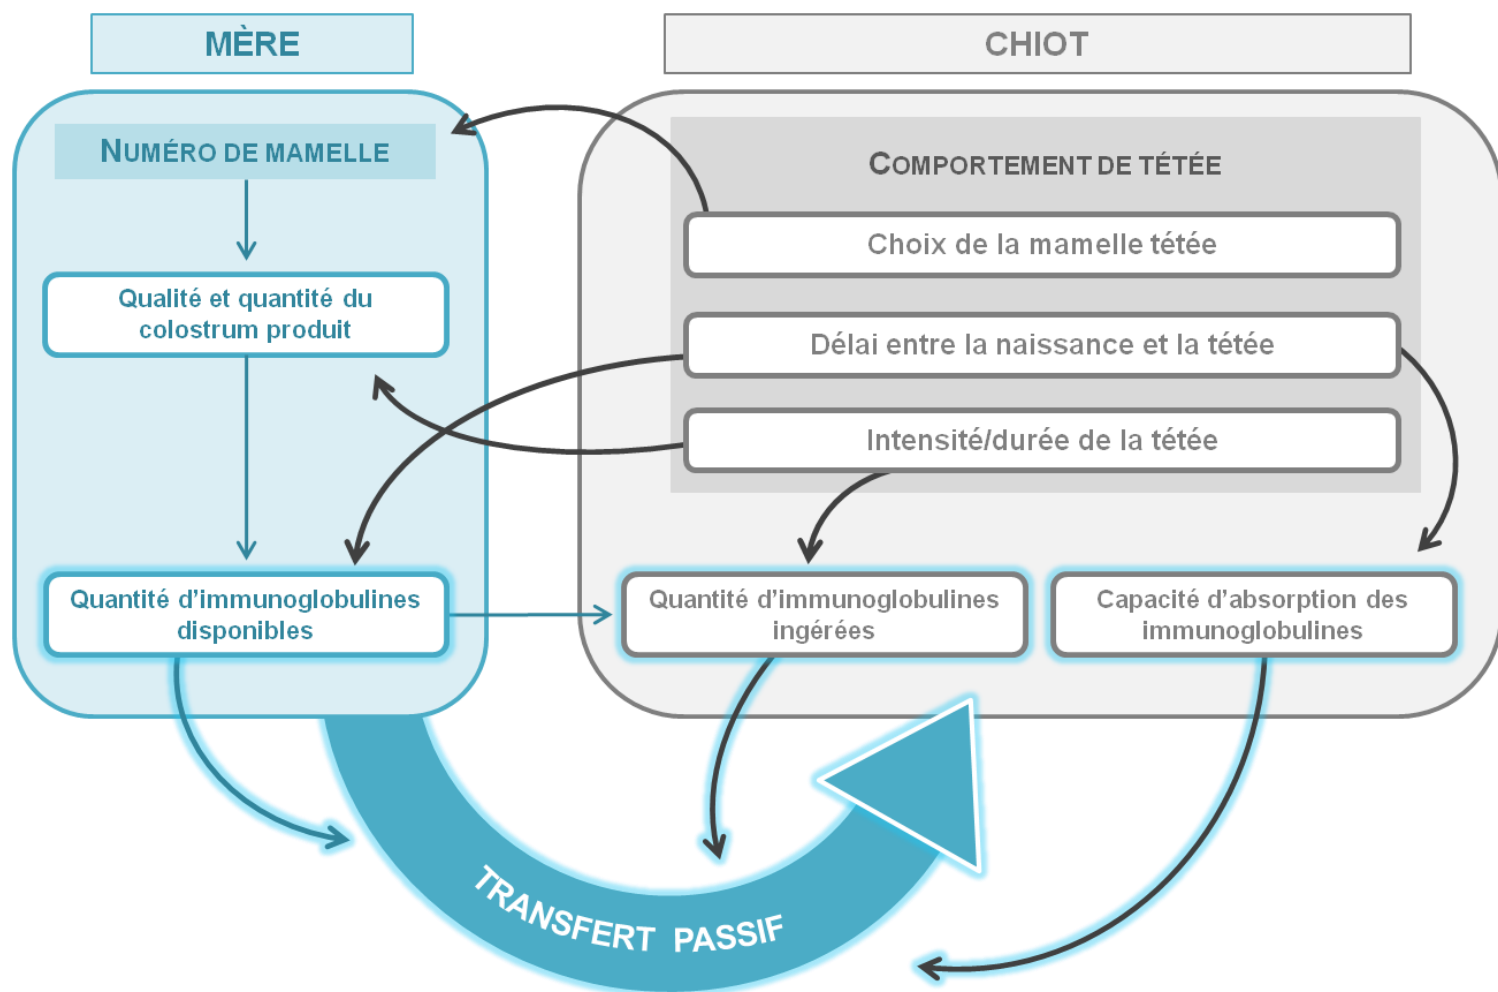 MÈRE
NUMÉRO DE MAMELLE
Qualité et quantité du
colostrum produit
Quantité d’immunoglobulines
disponibles
CHIOT
COMPORTEMENT DE TÉTÉE
Choix de la mamelle tétée
Délai entre la naissance et la tétée
Intensité/durée de la tétée
Quantité d’immunoglobulines
ingérées
Capacité d’absorption des
immunoglobulines
TRANSFERT PASSIF